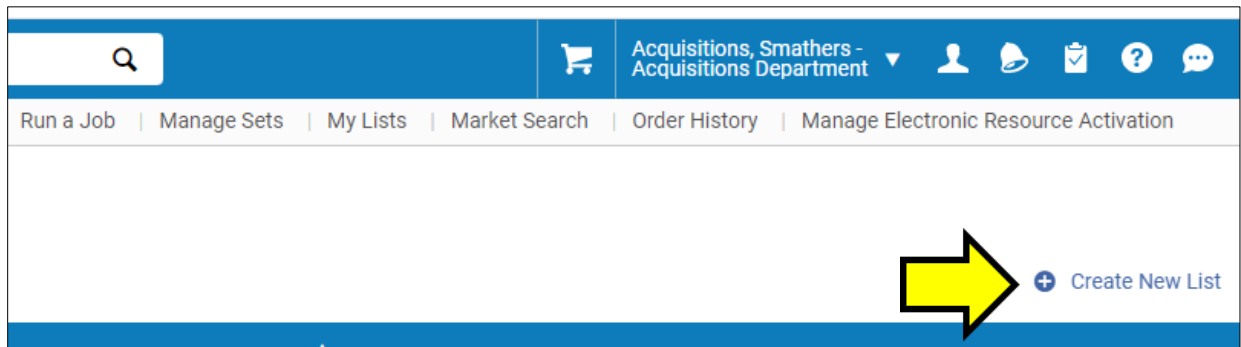 Acquisitions, Smathers -
Acquisitions Department
Run a Job | Manage Sets | My Lists | Market Search | Order History | Manage Electronic Resource Activation
Create New List